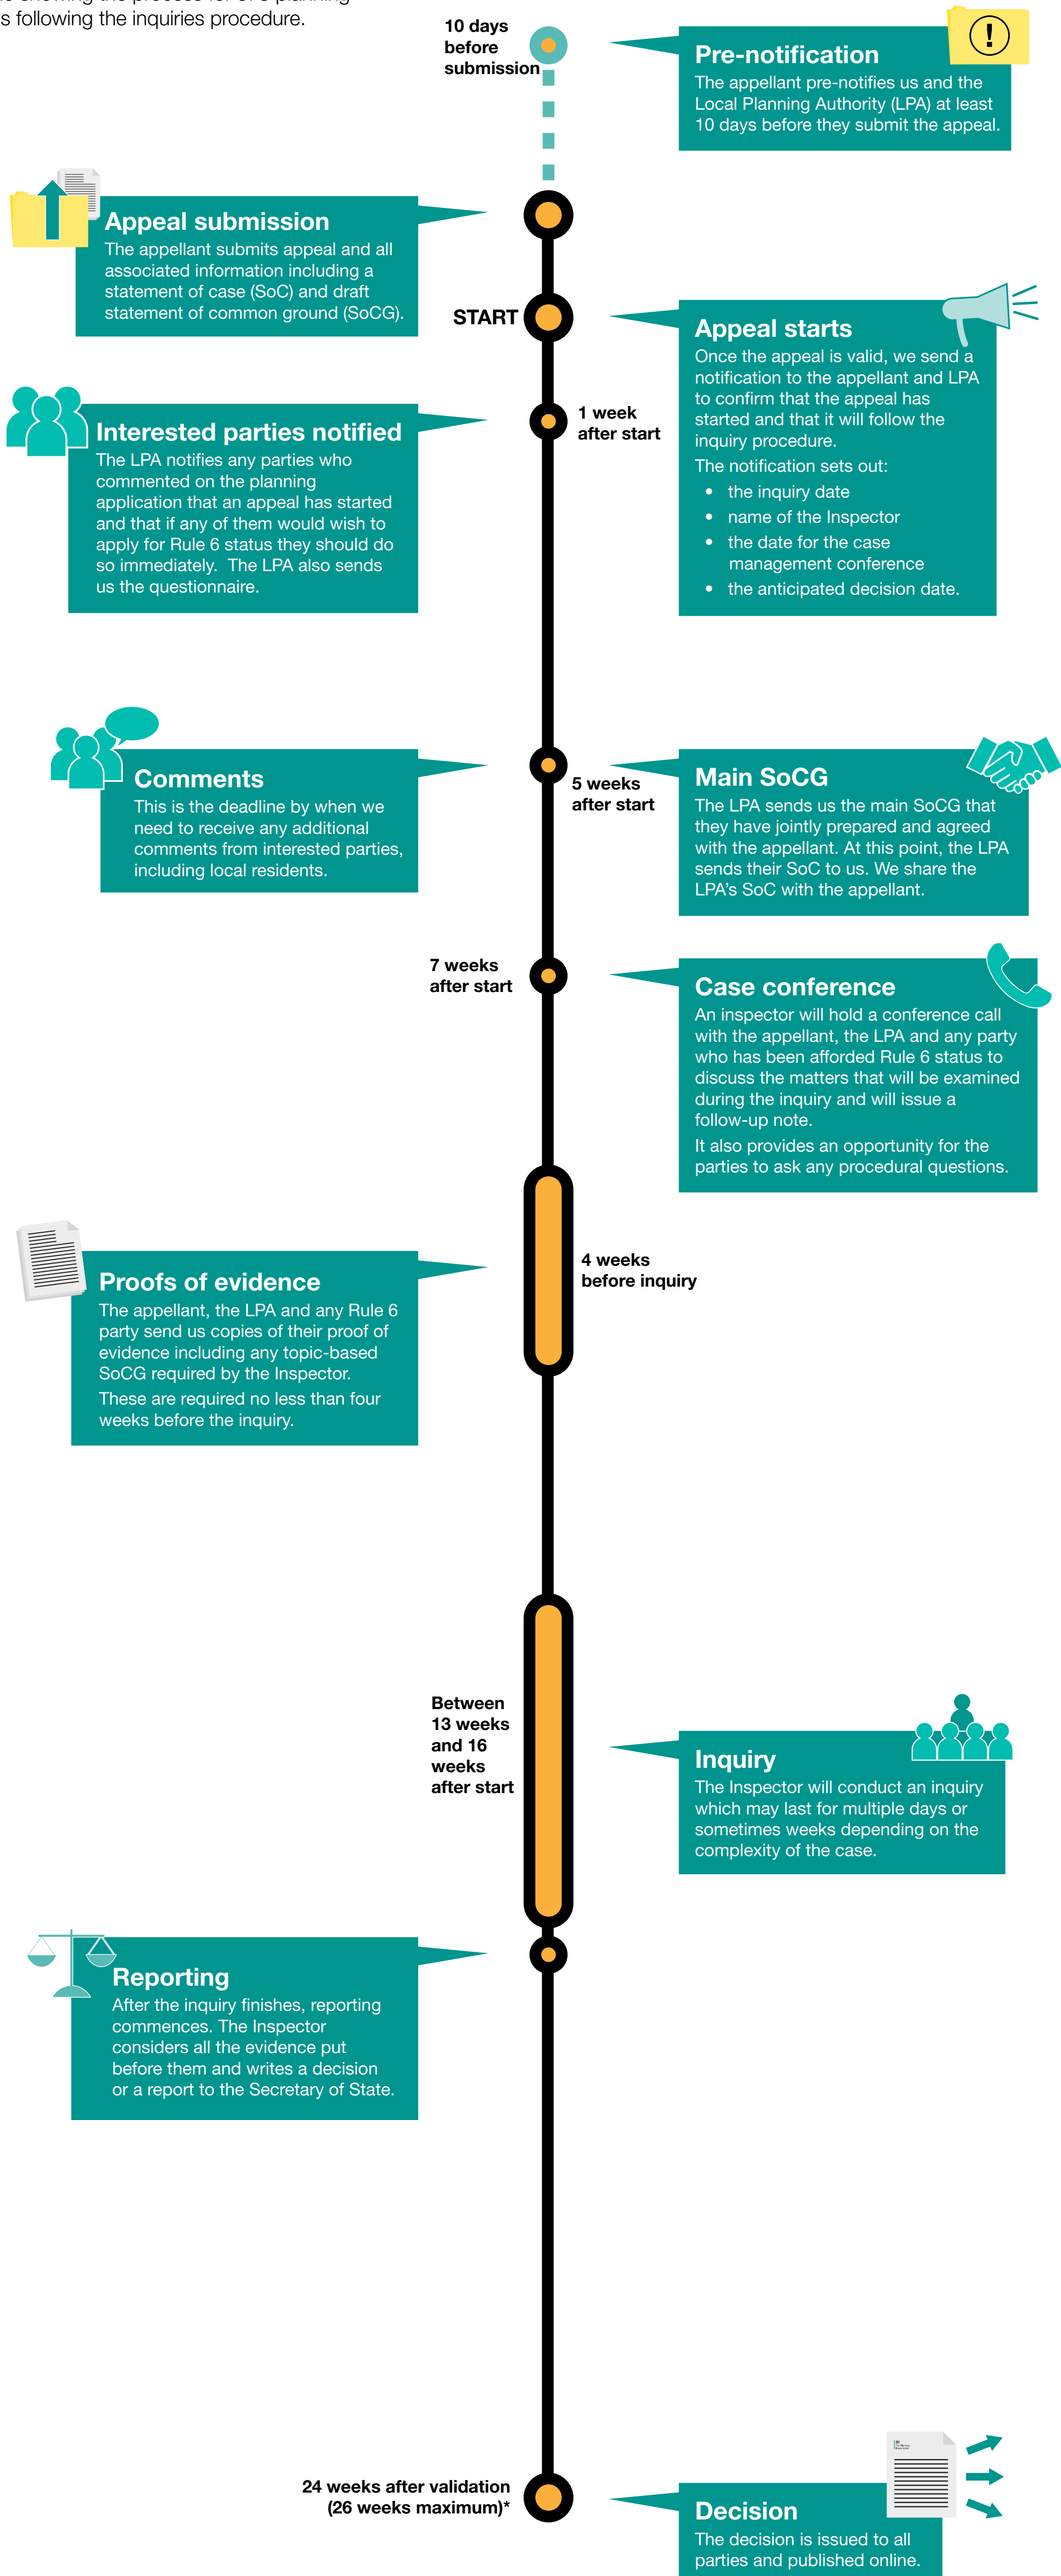 s following the inquiries procedure.
10 days
before
submission
Pre-notification
The appellant pre-notifies us and the
Local Planning Authority (LPA) at least
10 days before they submit the appeal.
Appeal submission
The appellant submits appeal and all
associated information including a
statement of case (SoC) and draft
statement of common ground (SoCG).
START
Appeal starts
Once the appeal is valid, we send a
notification to the appellant and LPA
to confirm that the appeal has
started and that it will follow the
inquiry procedure.
The notification sets out:
• the inquiry date
• name of the Inspector
• the date for the case
management conference
• the anticipated decision date.
1 week
after start
Interested parties notified
The LPA notifies any parties who
commented on the planning
application that an appeal has started
and that if any of them would wish to
apply for Rule 6 status they should do
so immediately. The LPA also sends
us the questionnaire.
Comments
This is the deadline by when we
need to receive any additional
comments from interested parties,
including local residents.
5 weeks
after start
Main SoCG
The LPA sends us the main SoCG that
they have jointly prepared and agreed
with the appellant. At this point, the LPA
sends their SoC to us. We share the
LPA’s SoC with the appellant.
7 weeks
after start
Case conference
An inspector will hold a conference call
with the appellant, the LPA and any party
who has been afforded Rule 6 status to
discuss the matters that will be examined
during the inquiry and will issue a
follow-up note.
It also provides an opportunity for the
parties to ask any procedural questions.
4 weeks
before inquiry
Proofs of evidence
The appellant, the LPA and any Rule 6
party send us copies of their proof of
evidence including any topic-based
SoCG required by the Inspector.
These are required no less than four
weeks before the inquiry.
Between
13 weeks
and 16
weeks
after start
Inquiry
The Inspector will conduct an inquiry
which may last for multiple days or
sometimes weeks depending on the
complexity of the case.
Reporting
After the inquiry finishes, reporting
commences. The Inspector
considers all the evidence put
before them and writes a decision
or a report to the Secretary of State.
24 weeks after validation
(26 weeks maximum)*
Decision
The decision is issued to all
parties and published online.